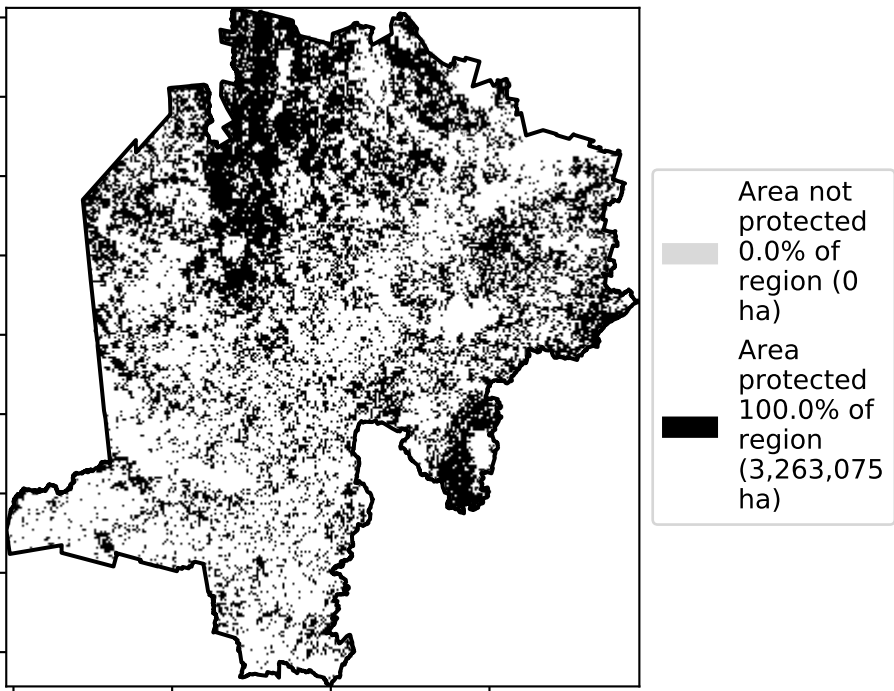 Area not
protected
0.0% of
region (0
ha)
Area
protected
100.0% of
region
(3,263,075
ha)